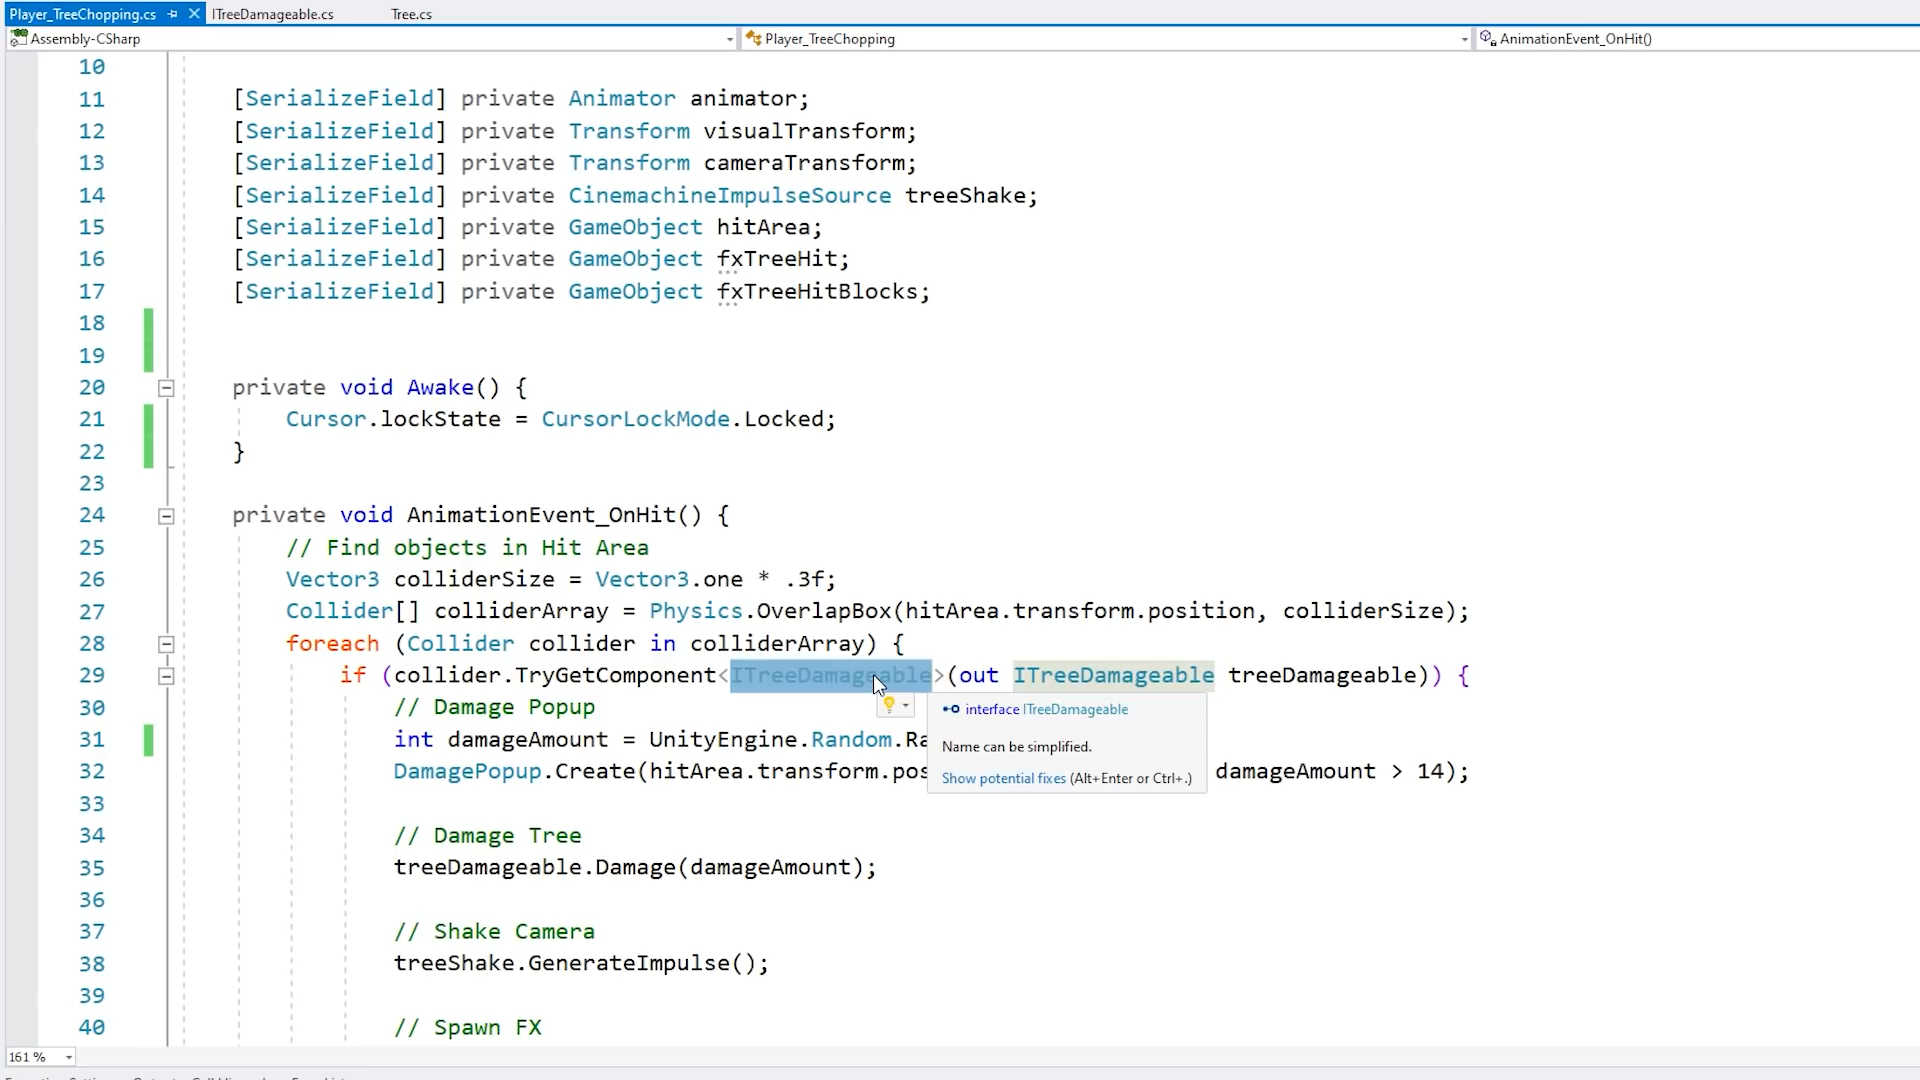 Player_TreeChopping.cs ITreeDamageable.cs Tree.cs
Assembly-CSharp Player_TreeChopping AnimationEvent_OnHit()
10
11 [SerializeField] private Animator animator;
12 [SerializeField] private Transform visualTransform;
13 [SerializeField] private Transform cameraTransform;
14 [SerializeField] private CinemachineImpulseSource treeShake;
15 [SerializeField] private GameObject hitArea;
16 [SerializeField] private GameObject fxTreeHit;
17 [SerializeField] private GameObject fxTreeHitBlocks;
18
19
20 private void Awake() {
21 Cursor.lockState = CursorLockMode.Locked;
22 }
23
24 private void AnimationEvent_OnHit() {
25 // Find objects in Hit Area
26 Vector3 colliderSize = Vector3.one * .3f;
27 Collider[] colliderArray = Physics.OverlapBox(hitArea.transform.position, colliderSize);
28 foreach (Collider collider in colliderArray) {
29 if (collider.TryGetComponent<ITreeDamageable>(out ITreeDamageable treeDamageable)) {
30 // Damage Popup
interface ITreeDamageable
31 int damageAmount = UnityEngine.Random.Ra
Name can be simplified.
32 DamagePopup.Create(hitArea.transform.pos damageAmount > 14);
Show potential fixes (Alt+Enter or Ctrl+.)
33
34 // Damage Tree
35 treeDamageable.Damage(damageAmount);
36
37 // Shake Camera
38 treeShake.GenerateImpulse();
39
40 // Spawn FX
161 %